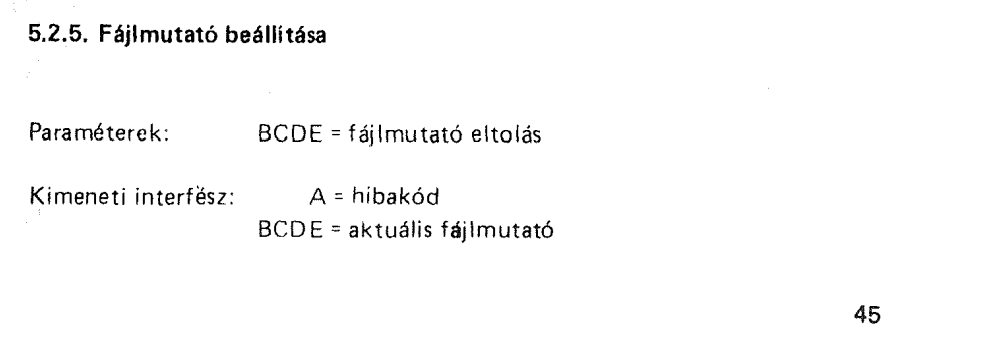 5.2.5. Fájlmutató beállítása
Paraméterek: BCDE = fájlmutató eltolás
Kimeneti interfész: A = hibakód
BCDE = aktuális fájlmutató
45